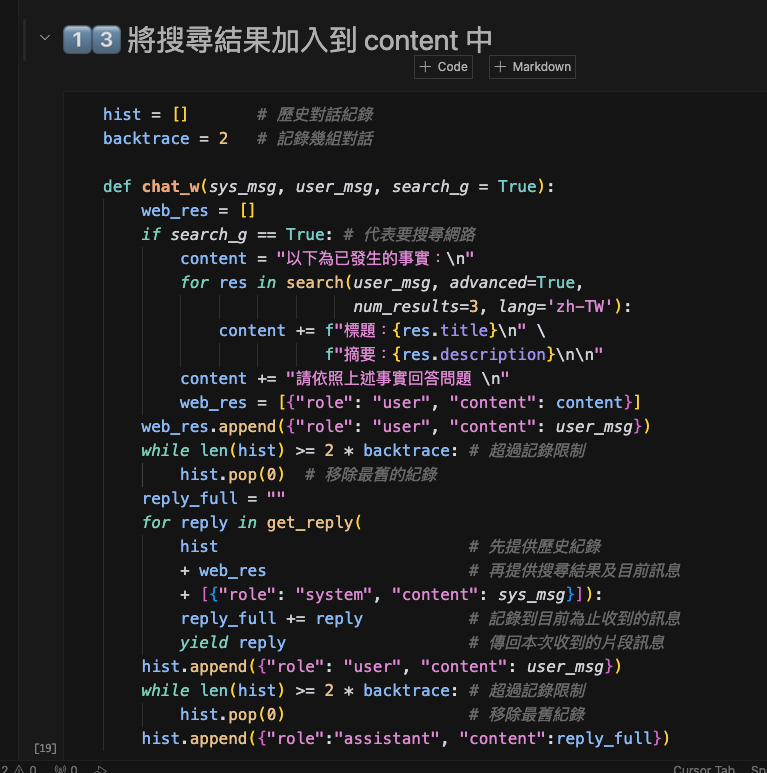 1️⃣3️⃣ 將搜尋結果加入到 content 中
+ Code + Markdown
hist = []       # 歷史對話紀錄
backtrace = 2   # 記錄幾組對話

def chat_w(sys_msg, user_msg, search_g = True):
    web_res = []
    if search_g == True: # 代表要搜尋網路
        content = "以下為已發生的事實：\n"
        for res in search(user_msg, advanced=True,
                          num_results=3, lang='zh-TW'):
            content += f"標題：{res.title}\n" \
                       f"摘要：{res.description}\n\n"
        content += "請依照上述事實回答問題 \n"
        web_res = [{"role": "user", "content": content}]
    web_res.append({"role": "user", "content": user_msg})
    while len(hist) >= 2 * backtrace: # 超過記錄限制
        hist.pop(0)  # 移除最舊的紀錄
    reply_full = ""
    for reply in get_reply(
        hist                          # 先提供歷史紀錄
        + web_res                     # 再提供搜尋結果及目前訊息
        + [{"role": "system", "content": sys_msg}]):
        reply_full += reply           # 記錄到目前為止收到的訊息
        yield reply                   # 傳回本次收到的片段訊息
    hist.append({"role": "user", "content": user_msg})
    while len(hist) >= 2 * backtrace: # 超過記錄限制
        hist.pop(0)                   # 移除最舊紀錄
    hist.append({"role":"assistant", "content":reply_full})
[19]
2 0 0 Cursor Tab